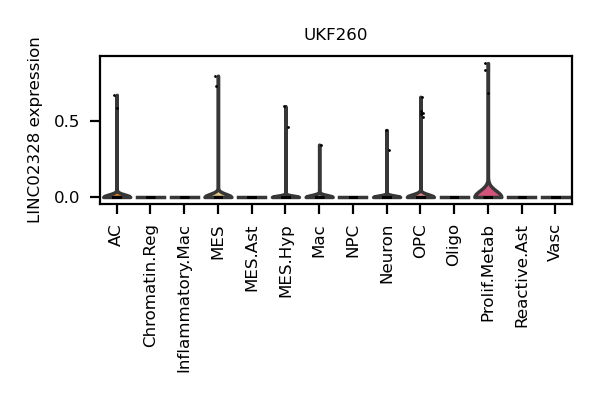 UKF260
LINC02328 expression
0.5
0.0
AC
Chromatin.Reg
Inflammatory.Mac
MES
MES.Ast
MES.Hyp
Mac
NPC
Neuron
OPC
Oligo
Prolif.Metab
Reactive.Ast
Vasc